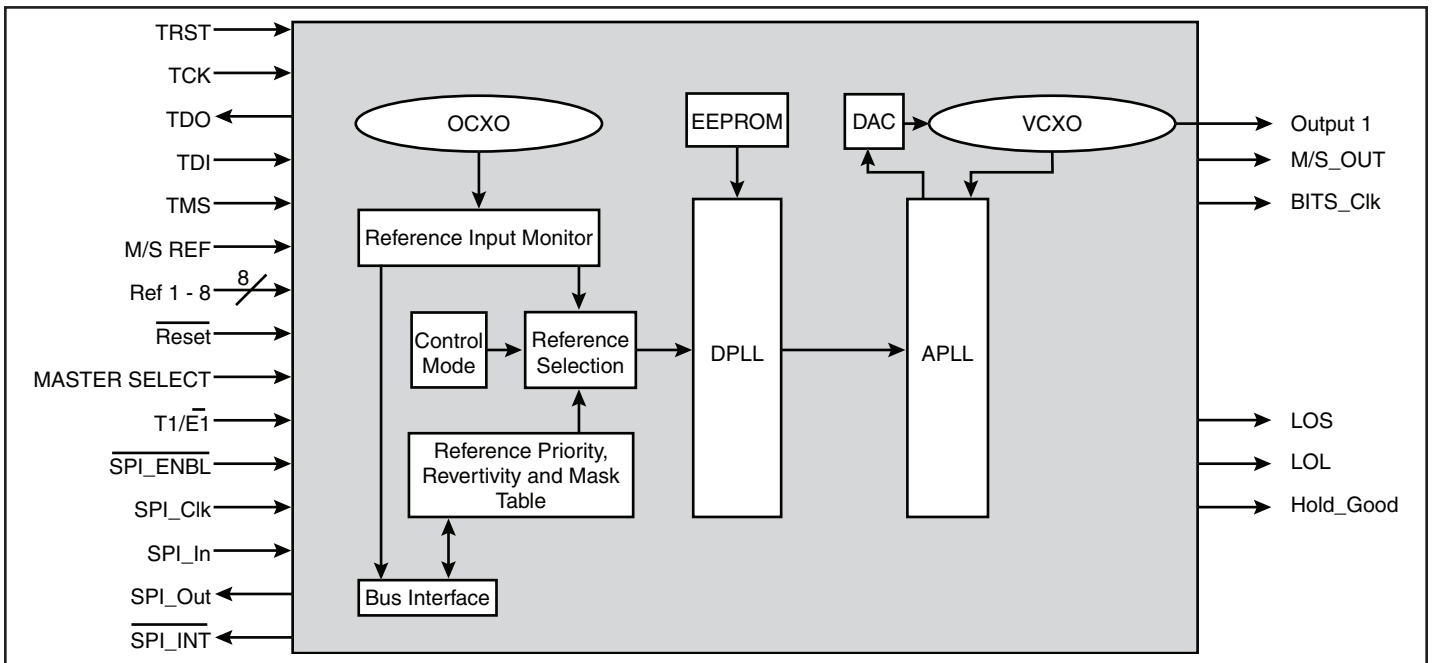 TRST
TCK
TDO
TDI
TMS
M/S REF
Ref 1 - 8
8
Reset
MASTER SELECT
T1/E1
SPI_ENBL
SPI_Clk
SPI_In
SPI_Out
SPI_INT
OCXO
EEPROM
DAC
VCXO
Reference Input Monitor
Control
Mode
Reference
Selection
DPLL
APLL
Reference Priority,
Revertivity and Mask
Table
Bus Interface
Output 1
M/S_OUT
BITS_Clk
LOS
LOL
Hold_Good